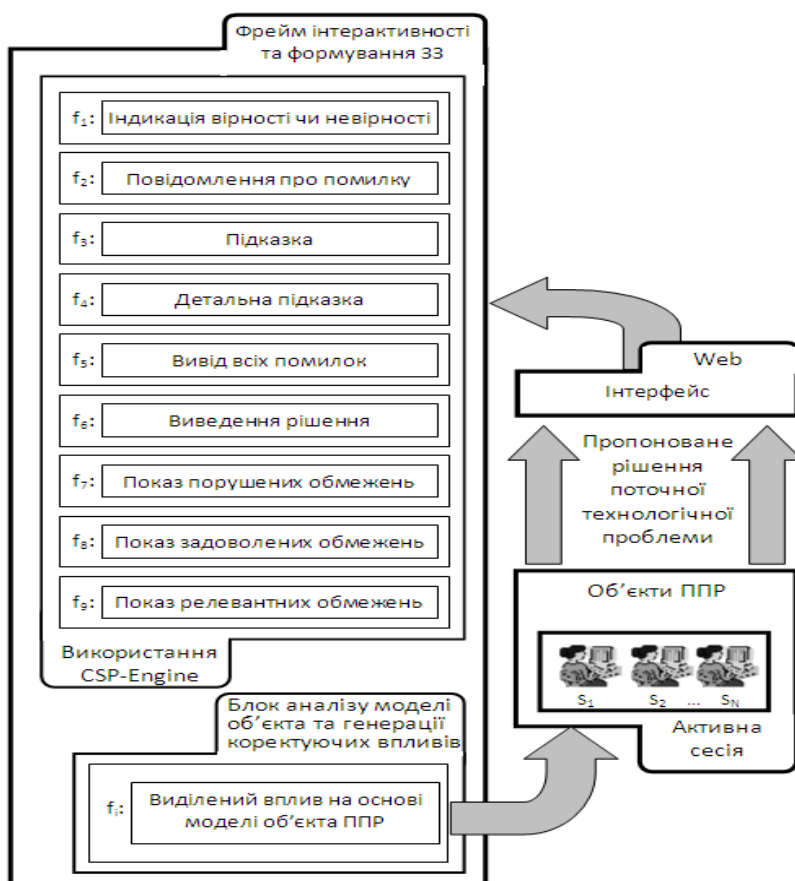 Фрейм інтерактивності
та формування ЗЗ
f₁: Індикація вірності чи невірності
f₂: Повідомлення про помилку
f₃: Підказка
f₄: Детальна підказка
f₅: Вивід всіх помилок
f₆: Виведення рішення
f₇: Показ порушених обмежень
f₈: Показ задоволених обмежень
f₉: Показ релевантних обмежень
Використання
CSP-Engine
Блок аналізу моделі
об’єкта та генерації
коректуючих впливів
fᵢ: Виділений вплив на основі
моделі об’єкта ППР
Web
Інтерфейс
Пропоноване
рішення
поточної
технологічної
проблеми
Об’єкти ППР
S₁ S₂ ... S_N
Активна
сесія